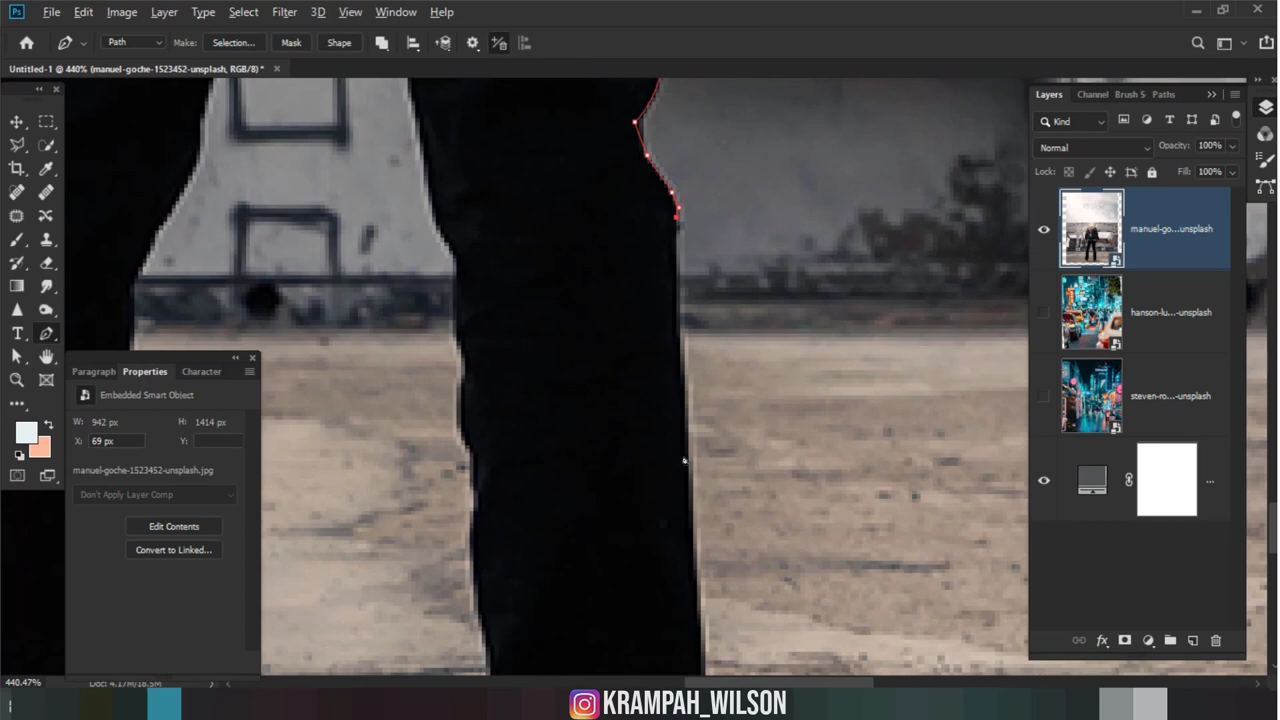 Ps File Edit Image Layer Type Select Filter 3D View Window Help
Path Make: Selection... Mask Shape
Untitled-1 @ 440% (manuel-goche-1523452-unsplash, RGB/8) *
Layers Channel Brush S Paths
Kind
Normal Opacity: 100%
Lock: Fill: 100%
manuel-go...unsplash
hanson-lu...-unsplash
steven-ro...-unsplash
...
Paragraph Properties Character
Embedded Smart Object
W: 942 px H: 1414 px
X: 69 px Y:
manuel-goche-1523452-unsplash.jpg
Don't Apply Layer Comp
Edit Contents
Convert to Linked...
fx
440.47% Doc: 4.17M/18.5M
KRAMPAH_WILSON